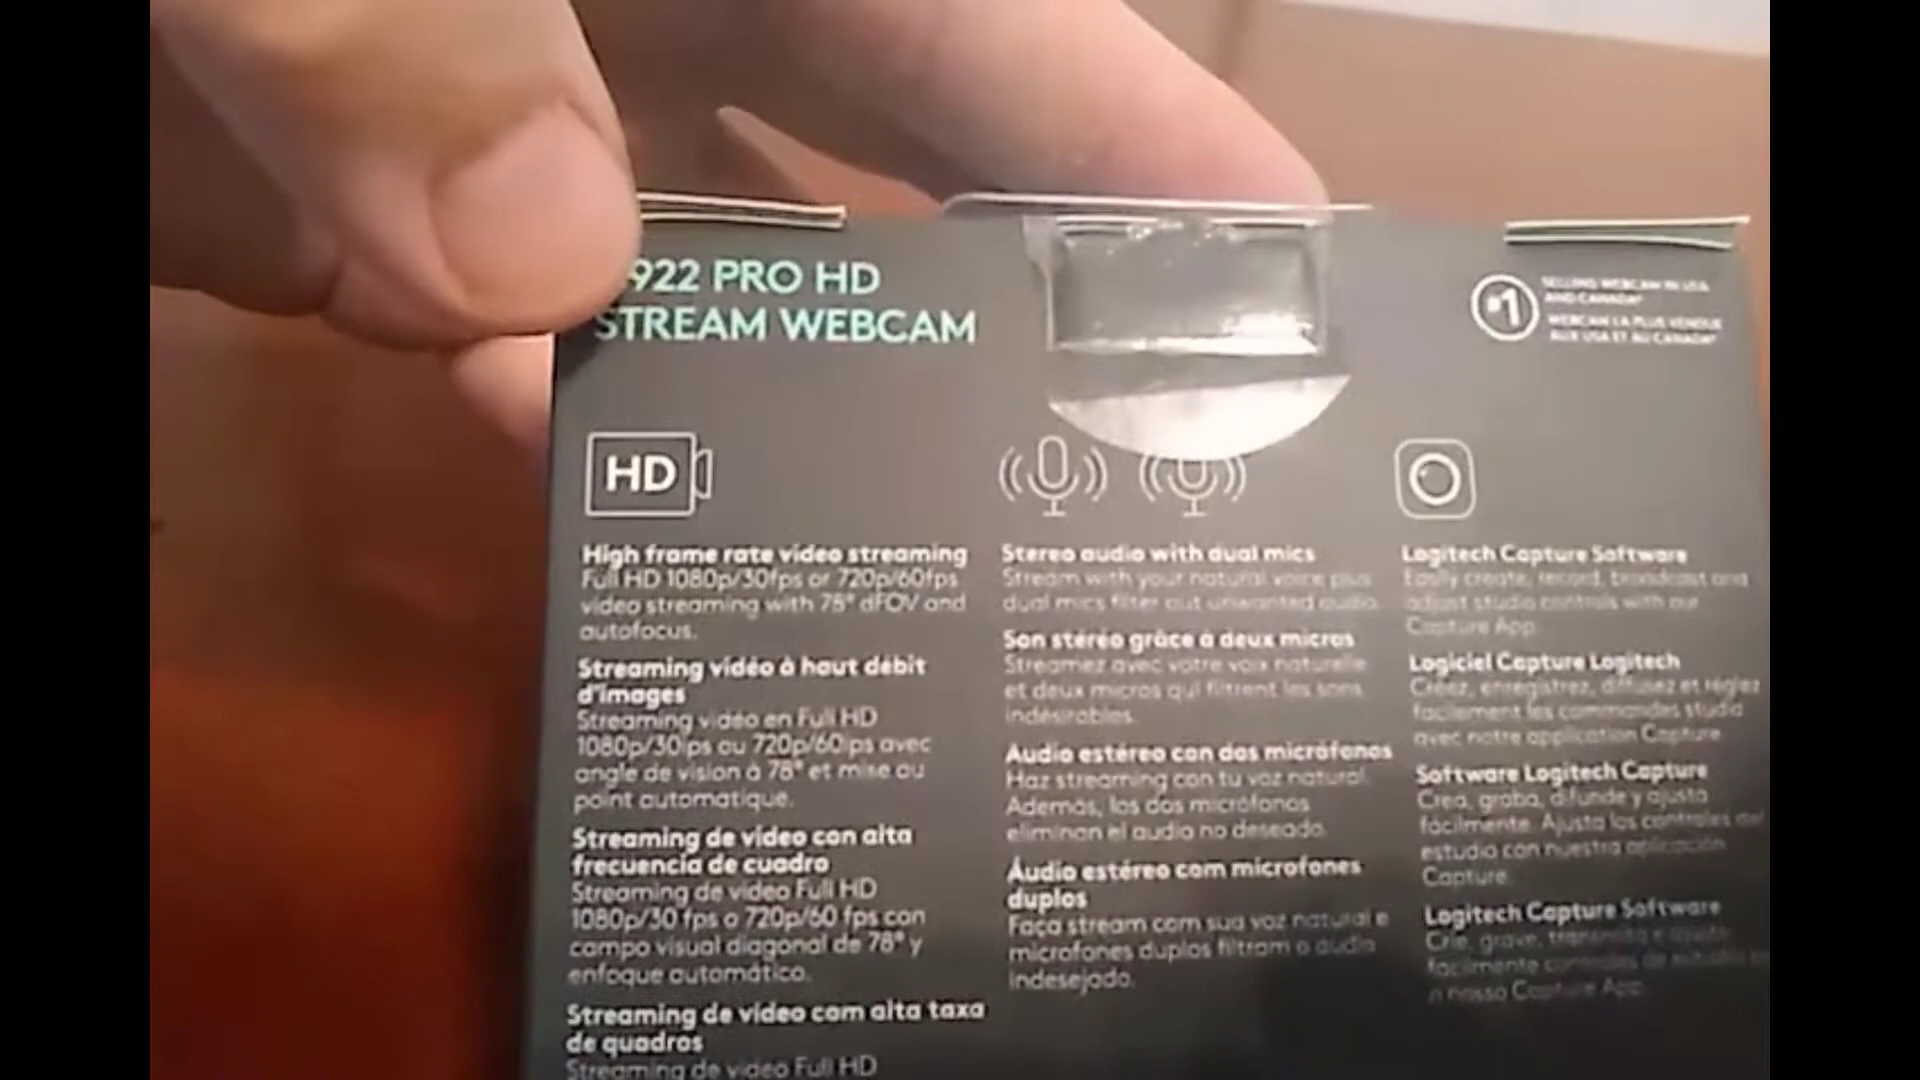 922 PRO HD
STREAM WEBCAM
#1
SELLING WEBCAM IN USA
AND CANADA*
WEBCAM LA PLUS VENDUE
AUX USA ET AU CANADA*
HD
High frame rate video streaming
Full HD 1080p/30fps or 720p/60fps
video streaming with 78° dFOV and
autofocus.
Streaming vidéo à haut débit
d'images
Streaming vidéo en Full HD
1080p/30ips ou 720p/60ips avec
angle de vision à 78° et mise au
point automatique.
Streaming de vídeo con alta
frecuencia de cuadro
Streaming de vídeo Full HD
1080p/30 fps o 720p/60 fps con
campo visual diagonal de 78° y
enfoque automático.
Streaming de vídeo com alta taxa
de quadros
Streaming de vídeo Full HD
Stereo audio with dual mics
Stream with your natural voice plus
dual mics filter out unwanted audio.
Son stéréo grâce à deux micros
Streamez avec votre voix naturelle
et deux micros qui filtrent les sons
indésirables.
Audio estéreo con dos micrófonos
Haz streaming con tu voz natural.
Además, los dos micrófonos
eliminan el audio no deseado.
Áudio estéreo com microfones
duplos
Faça stream com sua voz natural e
microfones duplos filtram o áudio
indesejado.
Logitech Capture Software
Easily create, record, broadcast and
adjust studio controls with our
Capture App.
Logiciel Capture Logitech
Créez, enregistrez, diffusez et réglez
facilement les commandes studio
avec notre application Capture.
Software Logitech Capture
Crea, graba, difunde y ajusta
fácilmente. Ajusta los controles del
estudio con nuestra aplicación
Capture.
Logitech Capture Software
Crie, grave, transmita e ajuste
facilmente controles de estúdio
o nosso Capture App.